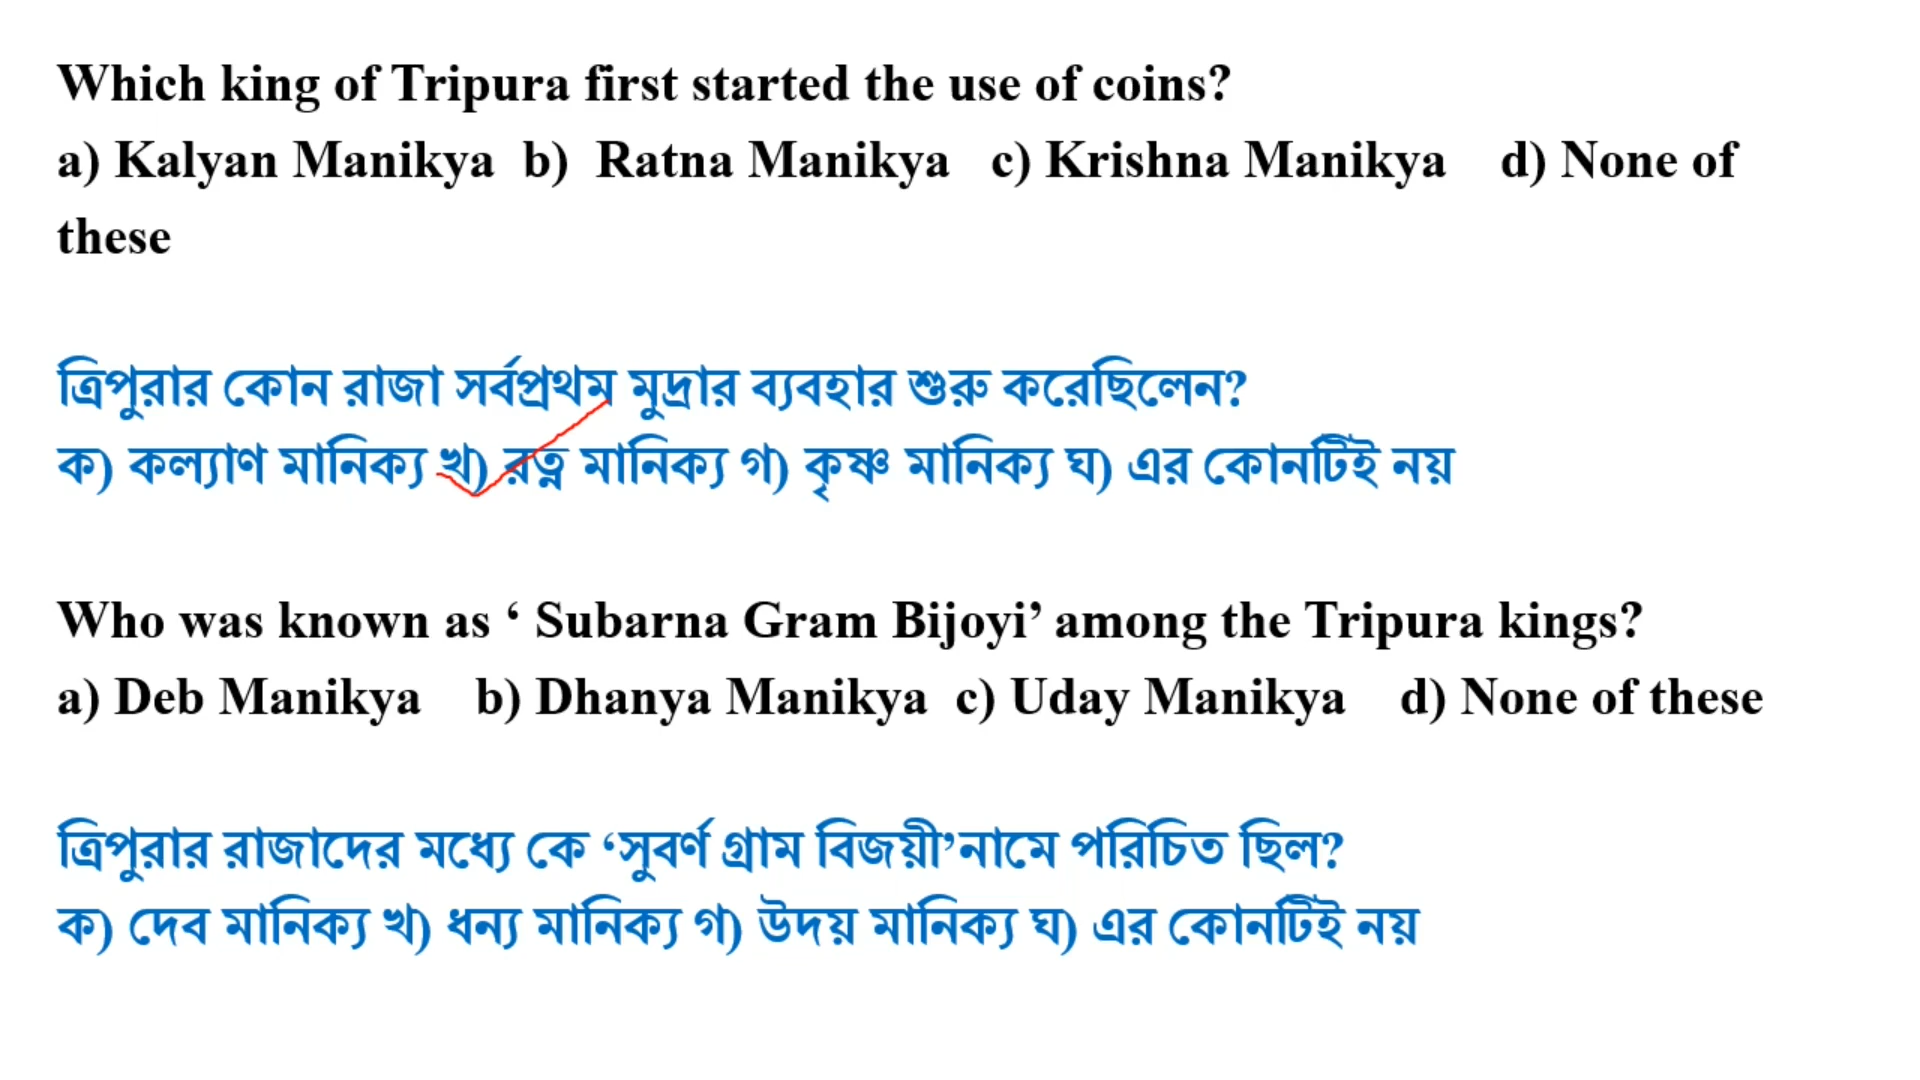 Which king of Tripura first started the use of coins?
a) Kalyan Manikya b) Ratna Manikya c) Krishna Manikya d) None of
these
ত্রিপুরার কোন রাজা সর্বপ্রথম মুদ্রার ব্যবহার শুরু করেছিলেন?
ক) কল্যাণ মানিক্য খ) রত্ন মানিক্য গ) কৃষ্ণ মানিক্য ঘ) এর কোনটিই নয়
Who was known as ‘ Subarna Gram Bijoyi’ among the Tripura kings?
a) Deb Manikya b) Dhanya Manikya c) Uday Manikya d) None of these
ত্রিপুরার রাজাদের মধ্যে কে ‘সুবর্ণ গ্রাম বিজয়ী’নামে পরিচিত ছিল?
ক) দেব মানিক্য খ) ধন্য মানিক্য গ) উদয় মানিক্য ঘ) এর কোনটিই নয়